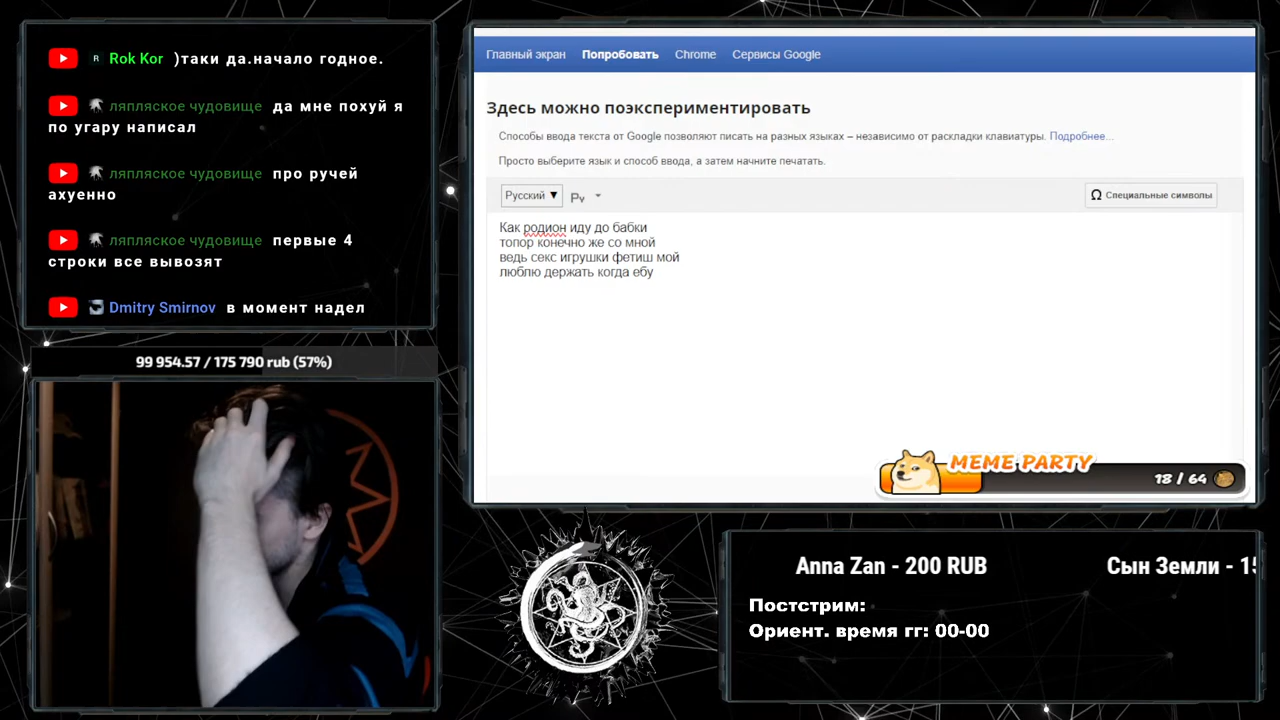 Rok Kor )таки да.начало годное.
ляпляское чудовище да мне похуй я
по угару написал
ляпляское чудовище про ручей
ахуенно
ляпляское чудовище первые 4
строки все вывозят
Dmitry Smirnov в момент надел
99 954.57 / 175 790 rub (57%)
Главный экран Попробовать Chrome Сервисы Google
Здесь можно поэкспериментировать
Способы ввода текста от Google позволяют писать на разных языках – независимо от раскладки клавиатуры. Подробнее...
Просто выберите язык и способ ввода, а затем начните печатать.
Русский ▼ Ру Ω Специальные символы
Как родион иду до бабки
топор конечно же со мной
ведь секс игрушки фетиш мой
люблю держать когда ебу
MEME PARTY
18 / 64
Anna Zan - 200 RUB Сын Земли - 15
Постстрим:
Ориент. время гг: 00-00